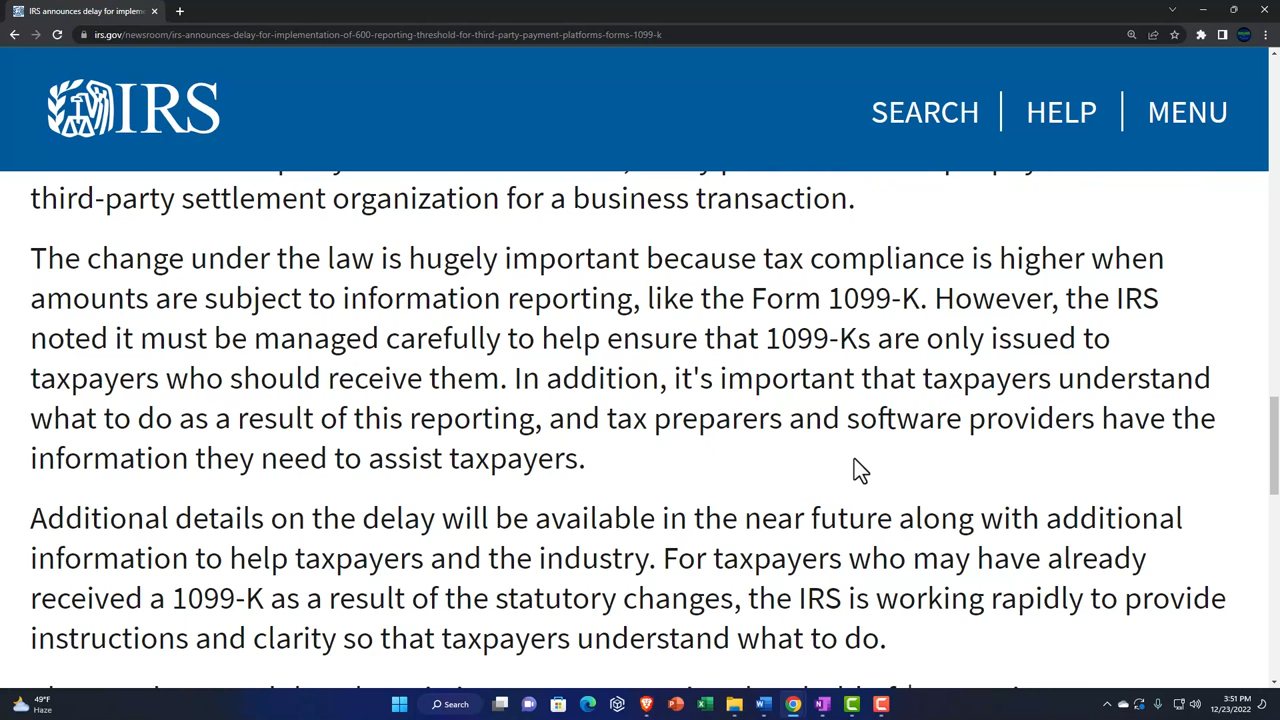 IRS announces delay for implem
irs.gov/newsroom/irs-announces-delay-for-implementation-of-600-reporting-threshold-for-third-party-payment-platforms-forms-1099-k
IRS
SEARCH HELP MENU
third-party settlement organization for a business transaction.
The change under the law is hugely important because tax compliance is higher when
amounts are subject to information reporting, like the Form 1099-K. However, the IRS
noted it must be managed carefully to help ensure that 1099-Ks are only issued to
taxpayers who should receive them. In addition, it's important that taxpayers understand
what to do as a result of this reporting, and tax preparers and software providers have the
information they need to assist taxpayers.
Additional details on the delay will be available in the near future along with additional
information to help taxpayers and the industry. For taxpayers who may have already
received a 1099-K as a result of the statutory changes, the IRS is working rapidly to provide
instructions and clarity so that taxpayers understand what to do.
49°F
Haze
Search
3:51 PM
12/23/2022